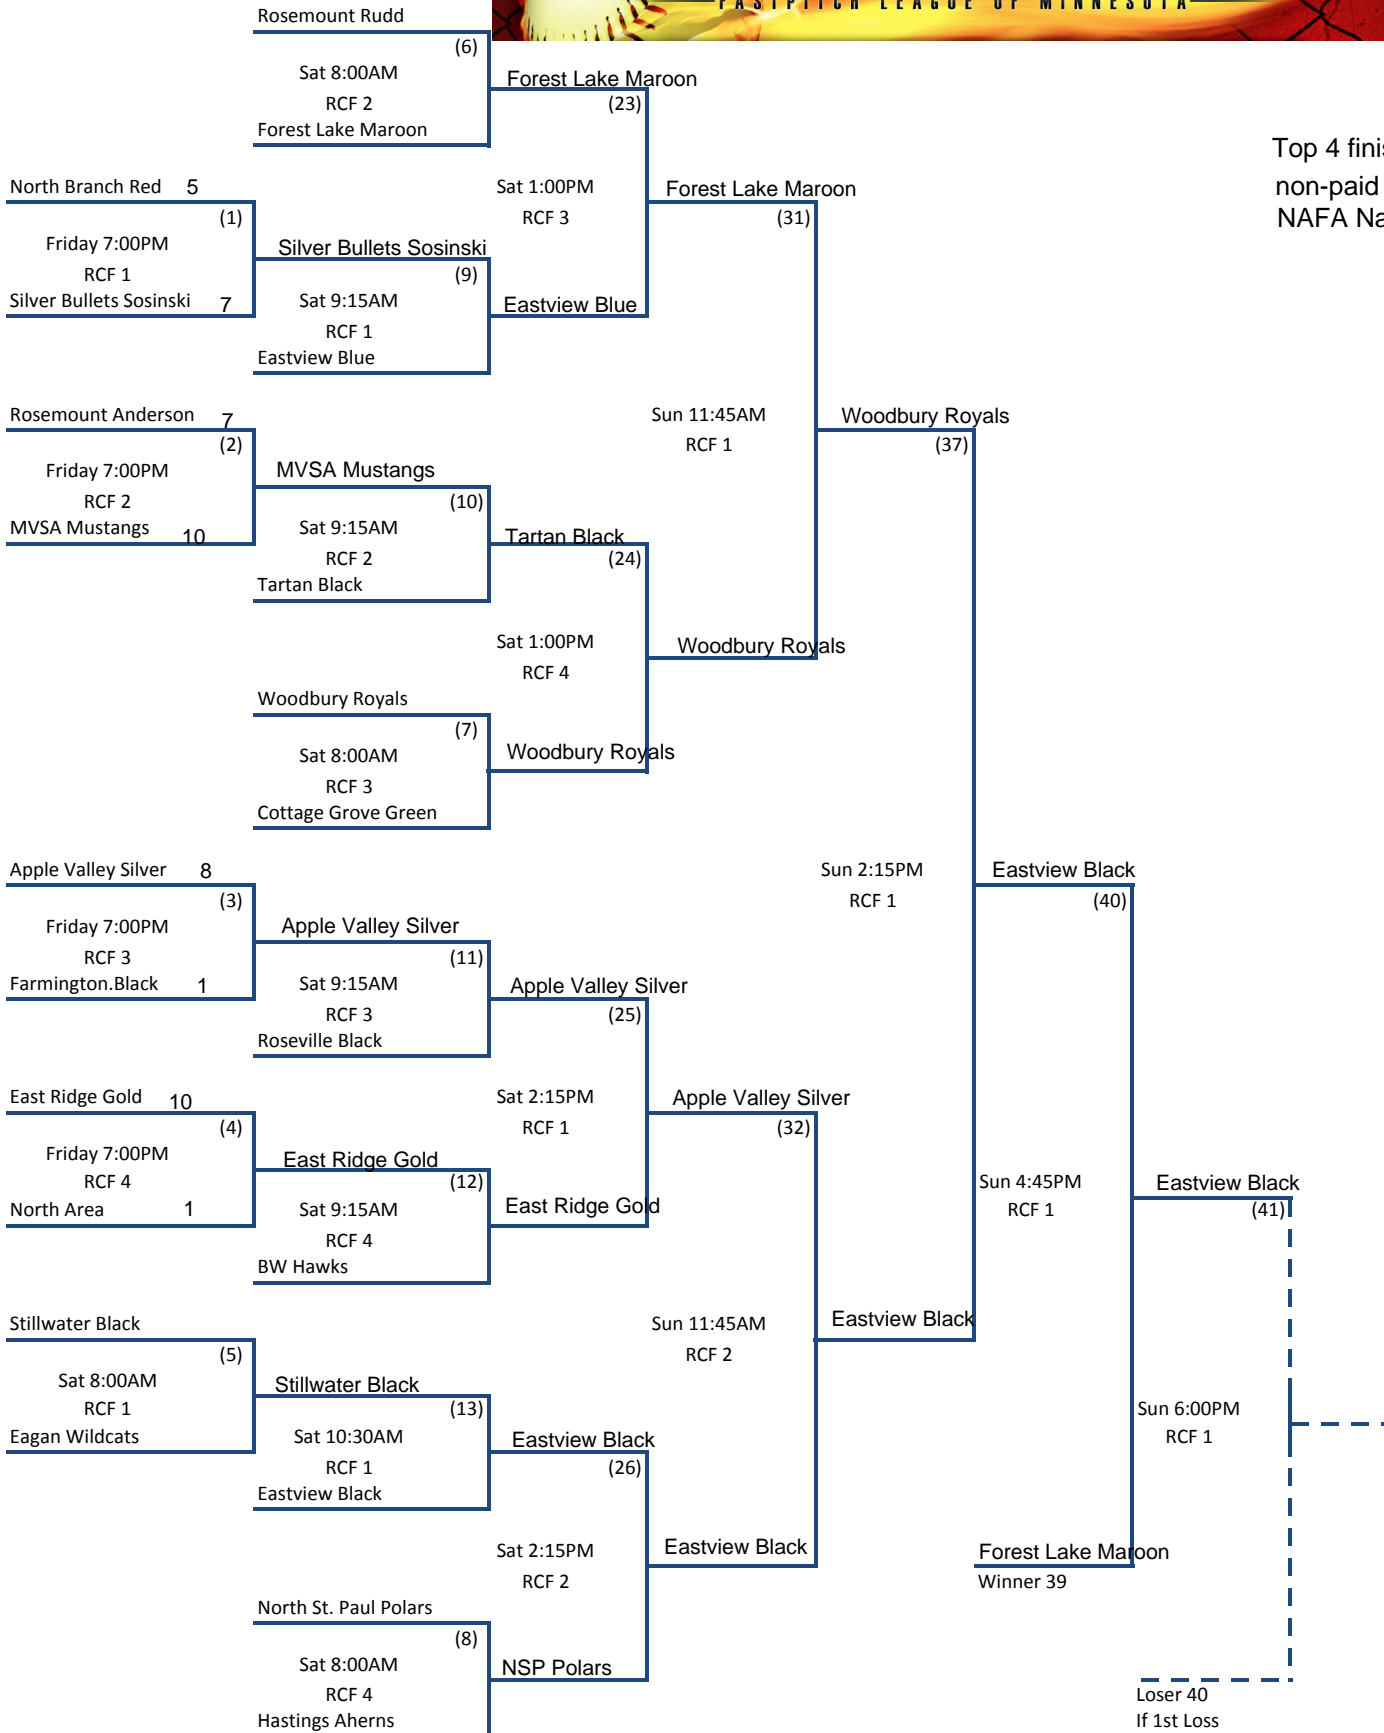 FASTPITCH LEAGUE OF MINNESOTA
Rosemount Rudd
(6)
Sat 8:00AM
RCF 2
Forest Lake Maroon
Forest Lake Maroon
(23)
Top 4 finis
non-paid
NAFA Na
North Branch Red 5
(1)
Friday 7:00PM
RCF 1
Silver Bullets Sosinski 7
Sat 1:00PM
RCF 3
Forest Lake Maroon
(31)
Silver Bullets Sosinski
(9)
Sat 9:15AM
RCF 1
Eastview Blue
Eastview Blue
Rosemount Anderson 7
(2)
Friday 7:00PM
RCF 2
MVSA Mustangs 10
Sun 11:45AM
RCF 1
Woodbury Royals
(37)
MVSA Mustangs
(10)
Sat 9:15AM
RCF 2
Tartan Black
Tartan Black
(24)
Sat 1:00PM
RCF 4
Woodbury Royals
Woodbury Royals
(7)
Sat 8:00AM
RCF 3
Cottage Grove Green
Woodbury Royals
Apple Valley Silver 8
(3)
Friday 7:00PM
RCF 3
Farmington.Black 1
Sun 2:15PM
RCF 1
Eastview Black
(40)
Apple Valley Silver
(11)
Sat 9:15AM
RCF 3
Roseville Black
Apple Valley Silver
(25)
East Ridge Gold 10
(4)
Friday 7:00PM
RCF 4
North Area 1
Sat 2:15PM
RCF 1
Apple Valley Silver
(32)
East Ridge Gold
(12)
Sat 9:15AM
RCF 4
BW Hawks
East Ridge Gold
Sun 4:45PM
RCF 1
Eastview Black
(41)
Stillwater Black
(5)
Sat 8:00AM
RCF 1
Eagan Wildcats
Sun 11:45AM
RCF 2
Eastview Black
Stillwater Black
(13)
Sat 10:30AM
RCF 1
Eastview Black
Eastview Black
(26)
Sun 6:00PM
RCF 1
Sat 2:15PM
RCF 2
Eastview Black
Forest Lake Maroon
Winner 39
North St. Paul Polars
(8)
Sat 8:00AM
RCF 4
Hastings Aherns
NSP Polars
Loser 40
If 1st Loss